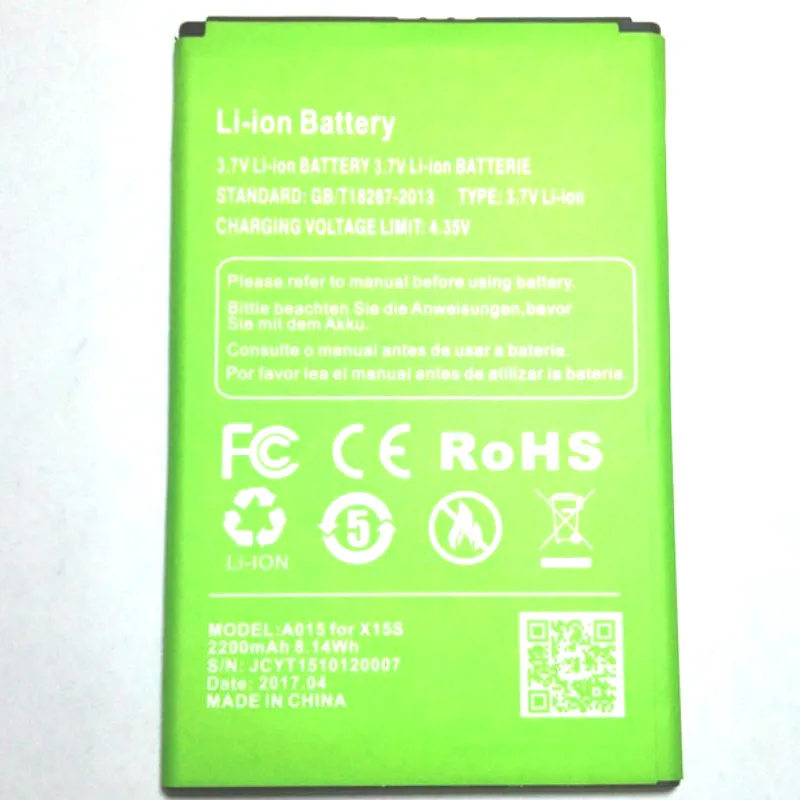 Li-ion Battery
3.7V Li-ion BATTERY 3.7V Li-ion BATTERIE
STANDARD: GB/T18287-2013 TYPE: 3.7V Li-ion
CHARGING VOLTAGE LIMIT: 4.35V
Please refer to manual before using battery.
Bittle beachten Sie die Anweisungen,bevor
Sie mit dem Akku.
Consulte o manual antes de usar a bateria.
Por favor lea el manual antes de utilizar la bateria.
FC CE RoHS
5
LI-ION
MODEL:A015 for X15S
2200mAh 8.14Wh
S/N: JCYT1510120007
Date: 2017.04
MADE IN CHINA